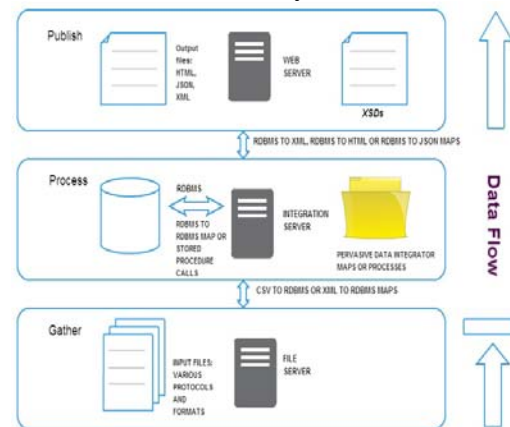 Publish
Output
files:
HTML,
JSON,
XML
WEB
SERVER
XSDs
RDBMS TO XML, RDBMS TO HTML OR RDBMS TO JSON MAPS
Process
RDBMS
RDBMS TO
RDBMS MAP OR
STORED
PROCEDURE
CALLS
INTEGRATION
SERVER
PERVASIVE DATA INTEGRATOR
MAPS OR PROCESSES
CSV TO RDBMS OR XML TO RDBMS MAPS
Gather
INPUT FILES:
VARIOUS
PROTOCOLS
AND
FORMATS
FILE
SERVER
Data Flow